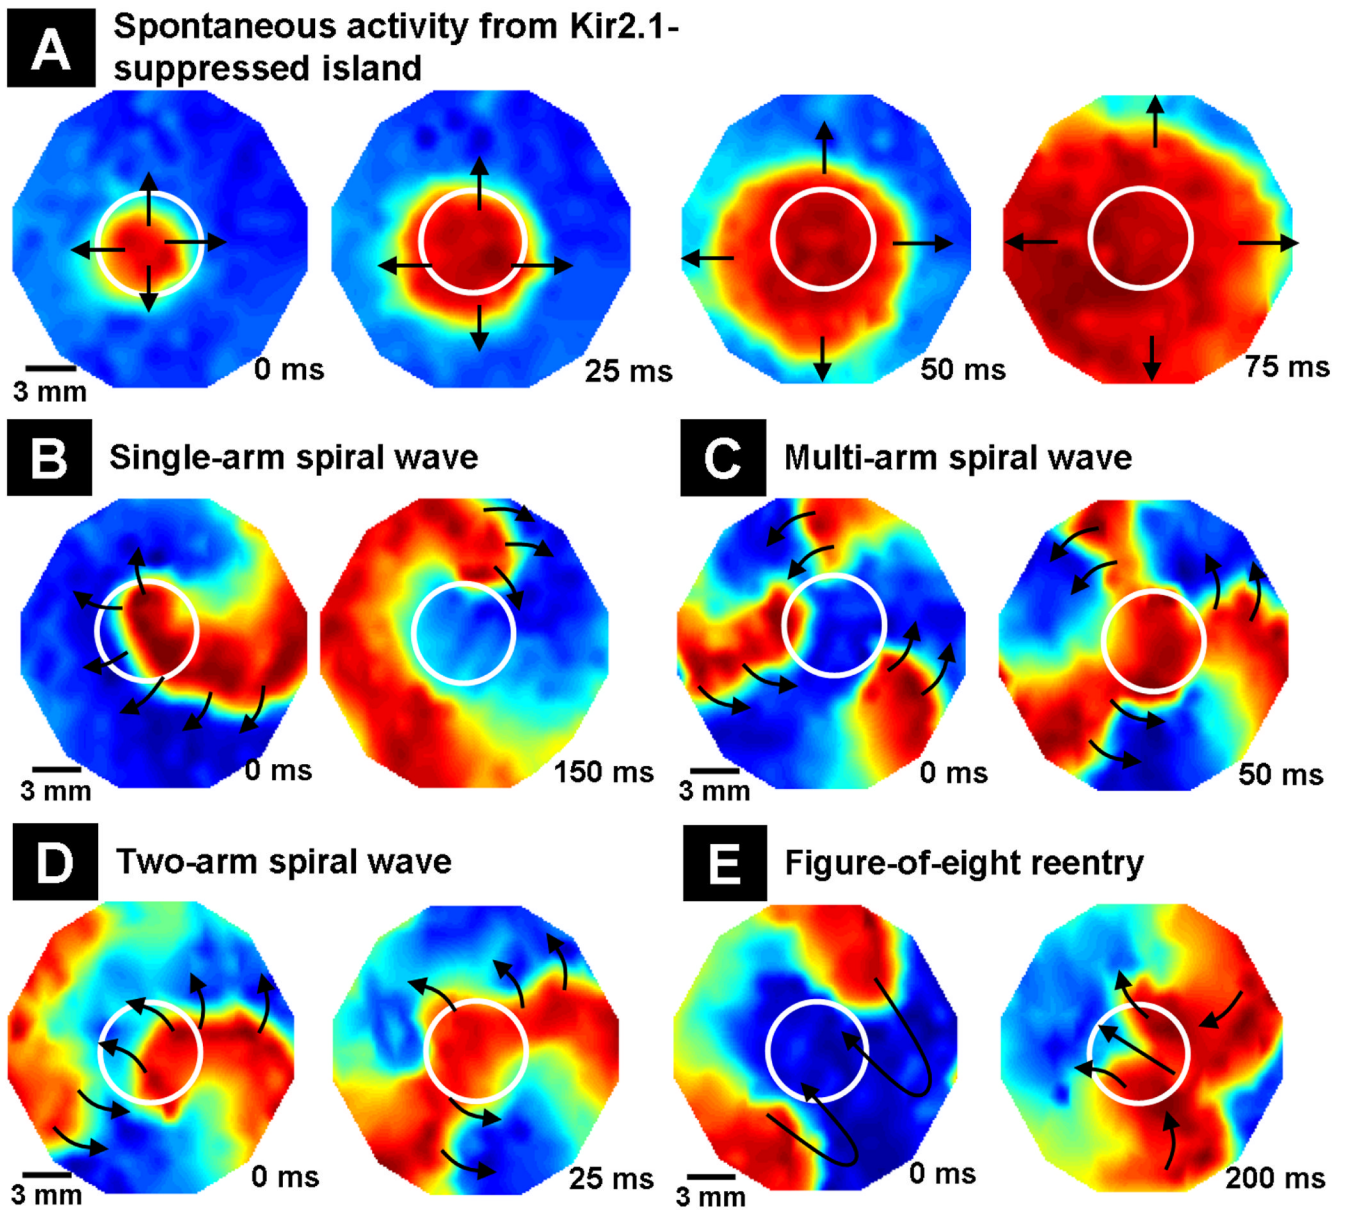 A
Spontaneous activity from Kir2.1-
suppressed island
0 ms
25 ms
50 ms
75 ms
3 mm
B
Single-arm spiral wave
0 ms
150 ms
3 mm
C
Multi-arm spiral wave
0 ms
50 ms
3 mm
D
Two-arm spiral wave
0 ms
25 ms
3 mm
E
Figure-of-eight reentry
0 ms
200 ms
3 mm